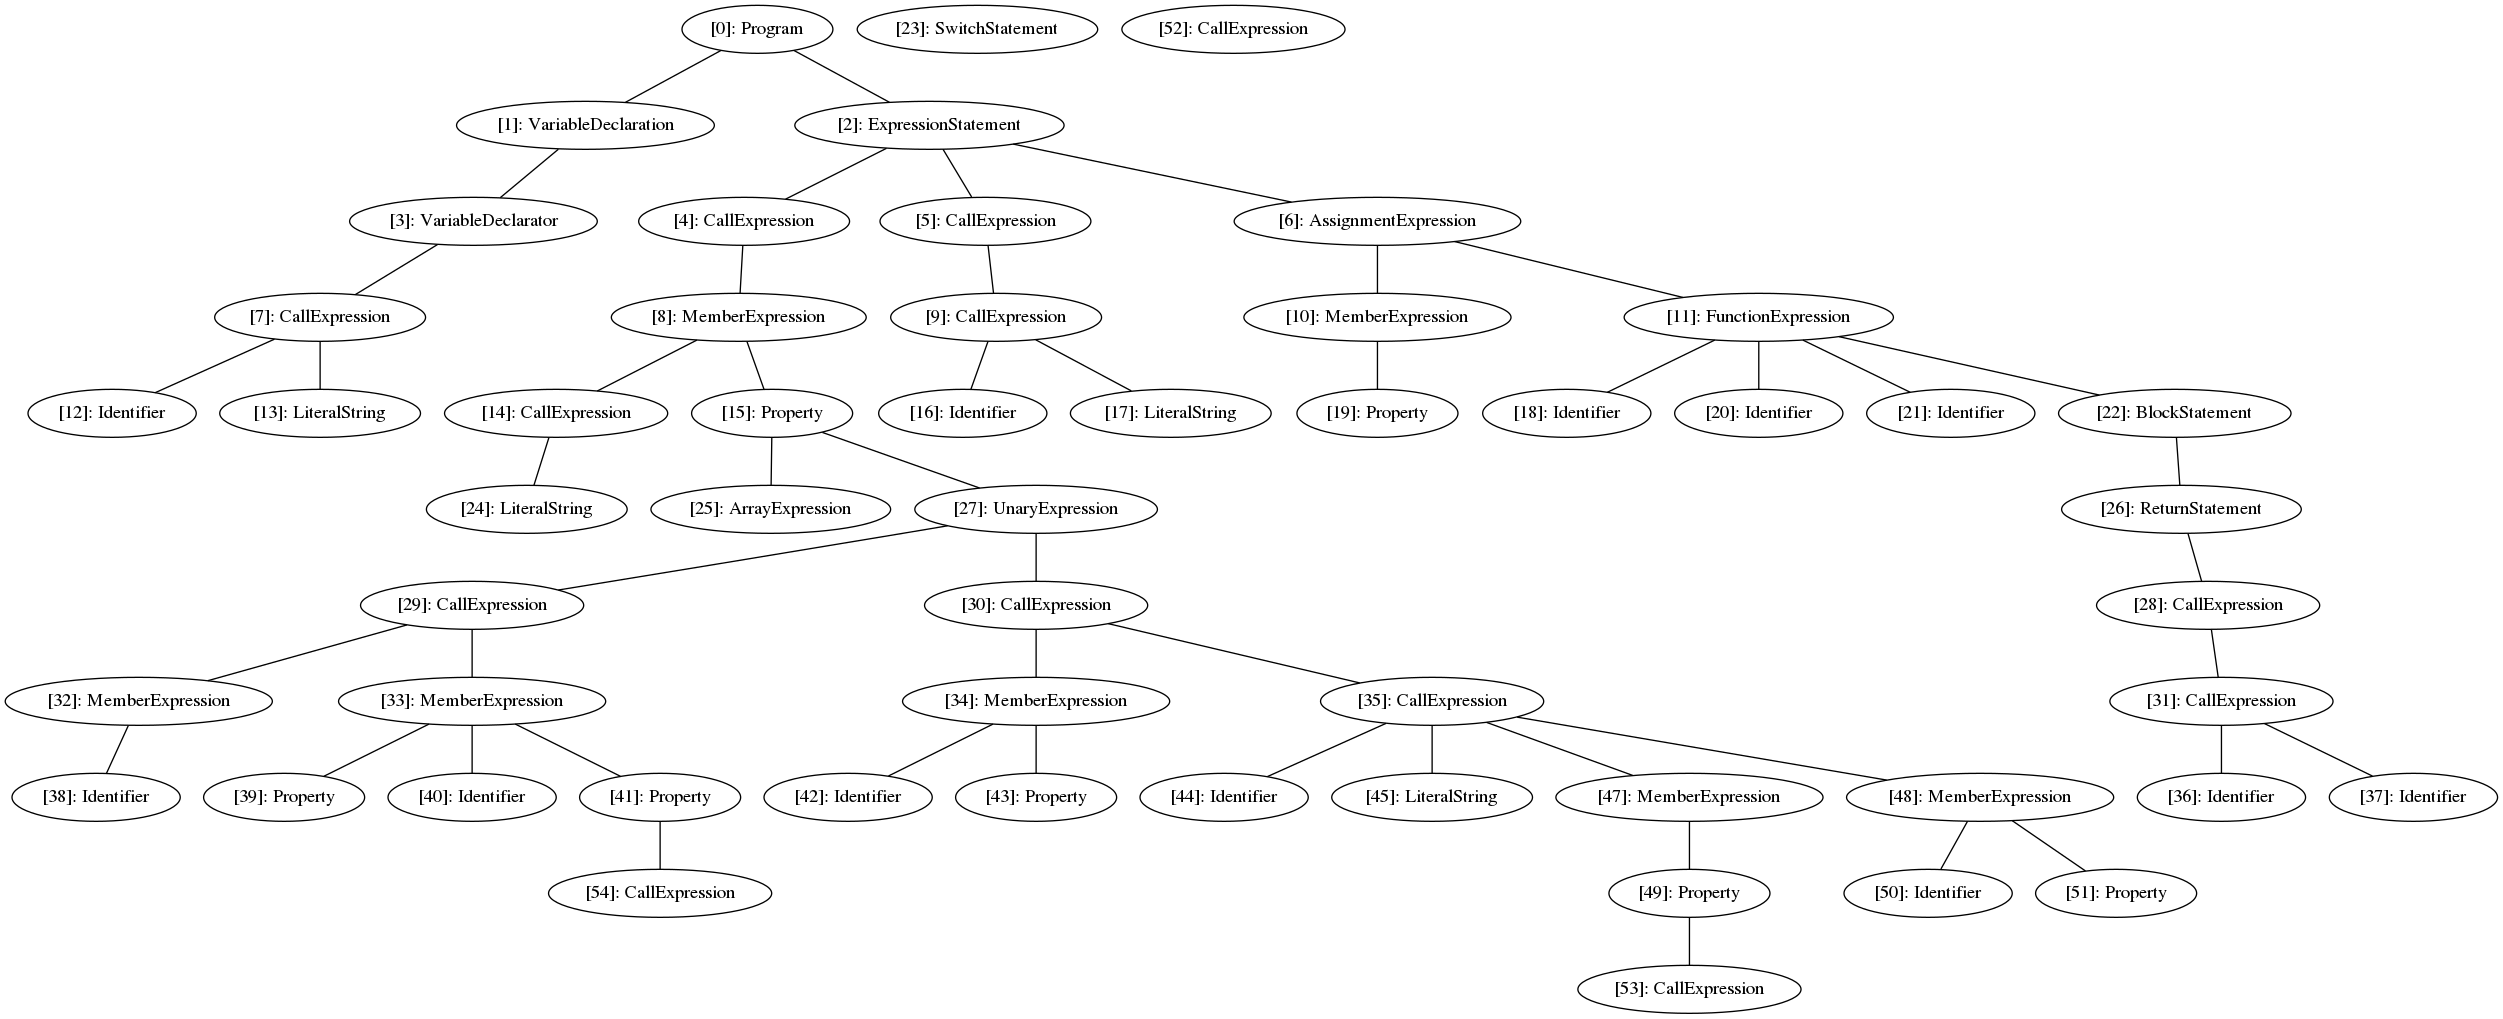 [0]: Program
[23]: SwitchStatement
[52]: CallExpression
[1]: VariableDeclaration
[2]: ExpressionStatement
[3]: VariableDeclarator
[4]: CallExpression
[5]: CallExpression
[6]: AssignmentExpression
[7]: CallExpression
[8]: MemberExpression
[9]: CallExpression
[10]: MemberExpression
[11]: FunctionExpression
[12]: Identifier
[13]: LiteralString
[14]: CallExpression
[15]: Property
[16]: Identifier
[17]: LiteralString
[19]: Property
[18]: Identifier
[20]: Identifier
[21]: Identifier
[22]: BlockStatement
[24]: LiteralString
[25]: ArrayExpression
[27]: UnaryExpression
[26]: ReturnStatement
[29]: CallExpression
[30]: CallExpression
[28]: CallExpression
[32]: MemberExpression
[33]: MemberExpression
[34]: MemberExpression
[35]: CallExpression
[31]: CallExpression
[38]: Identifier
[39]: Property
[40]: Identifier
[41]: Property
[42]: Identifier
[43]: Property
[44]: Identifier
[45]: LiteralString
[47]: MemberExpression
[48]: MemberExpression
[36]: Identifier
[37]: Identifier
[54]: CallExpression
[49]: Property
[50]: Identifier
[51]: Property
[53]: CallExpression